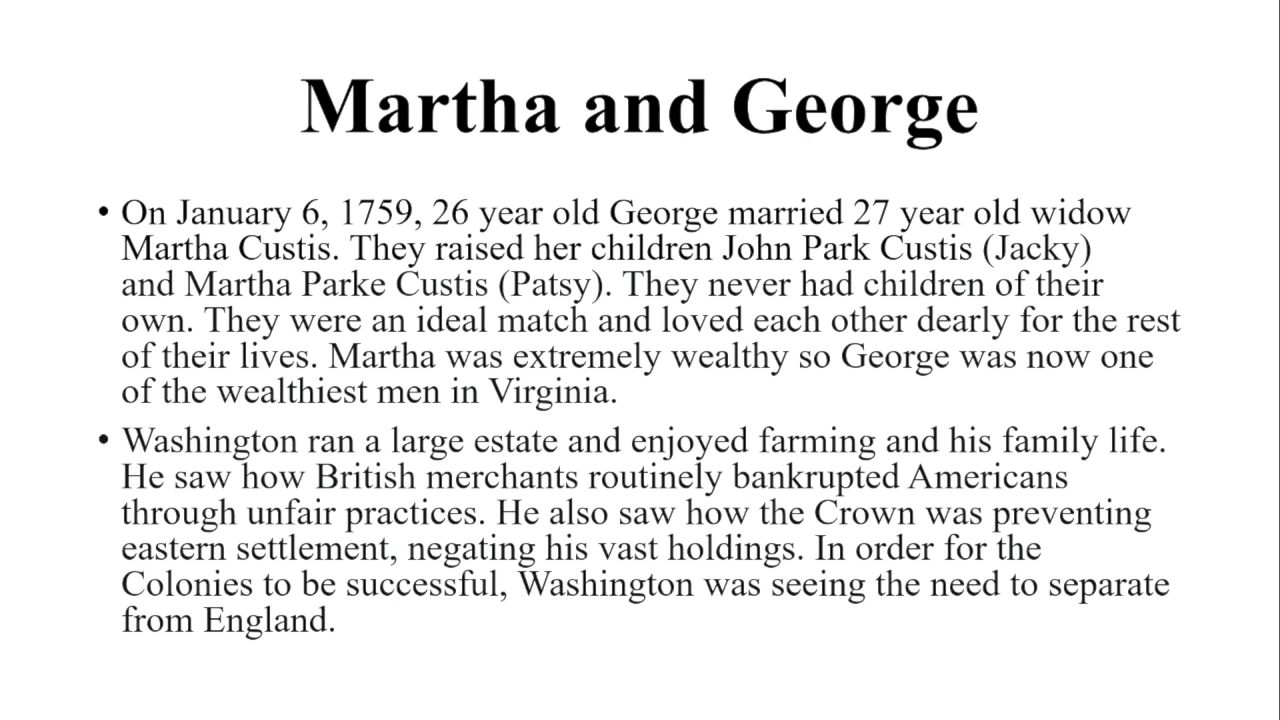 Martha and George
• On January 6, 1759, 26 year old George married 27 year old widow
Martha Custis. They raised her children John Park Custis (Jacky)
and Martha Parke Custis (Patsy). They never had children of their
own. They were an ideal match and loved each other dearly for the rest
of their lives. Martha was extremely wealthy so George was now one
of the wealthiest men in Virginia.
• Washington ran a large estate and enjoyed farming and his family life.
He saw how British merchants routinely bankrupted Americans
through unfair practices. He also saw how the Crown was preventing
eastern settlement, negating his vast holdings. In order for the
Colonies to be successful, Washington was seeing the need to separate
from England.